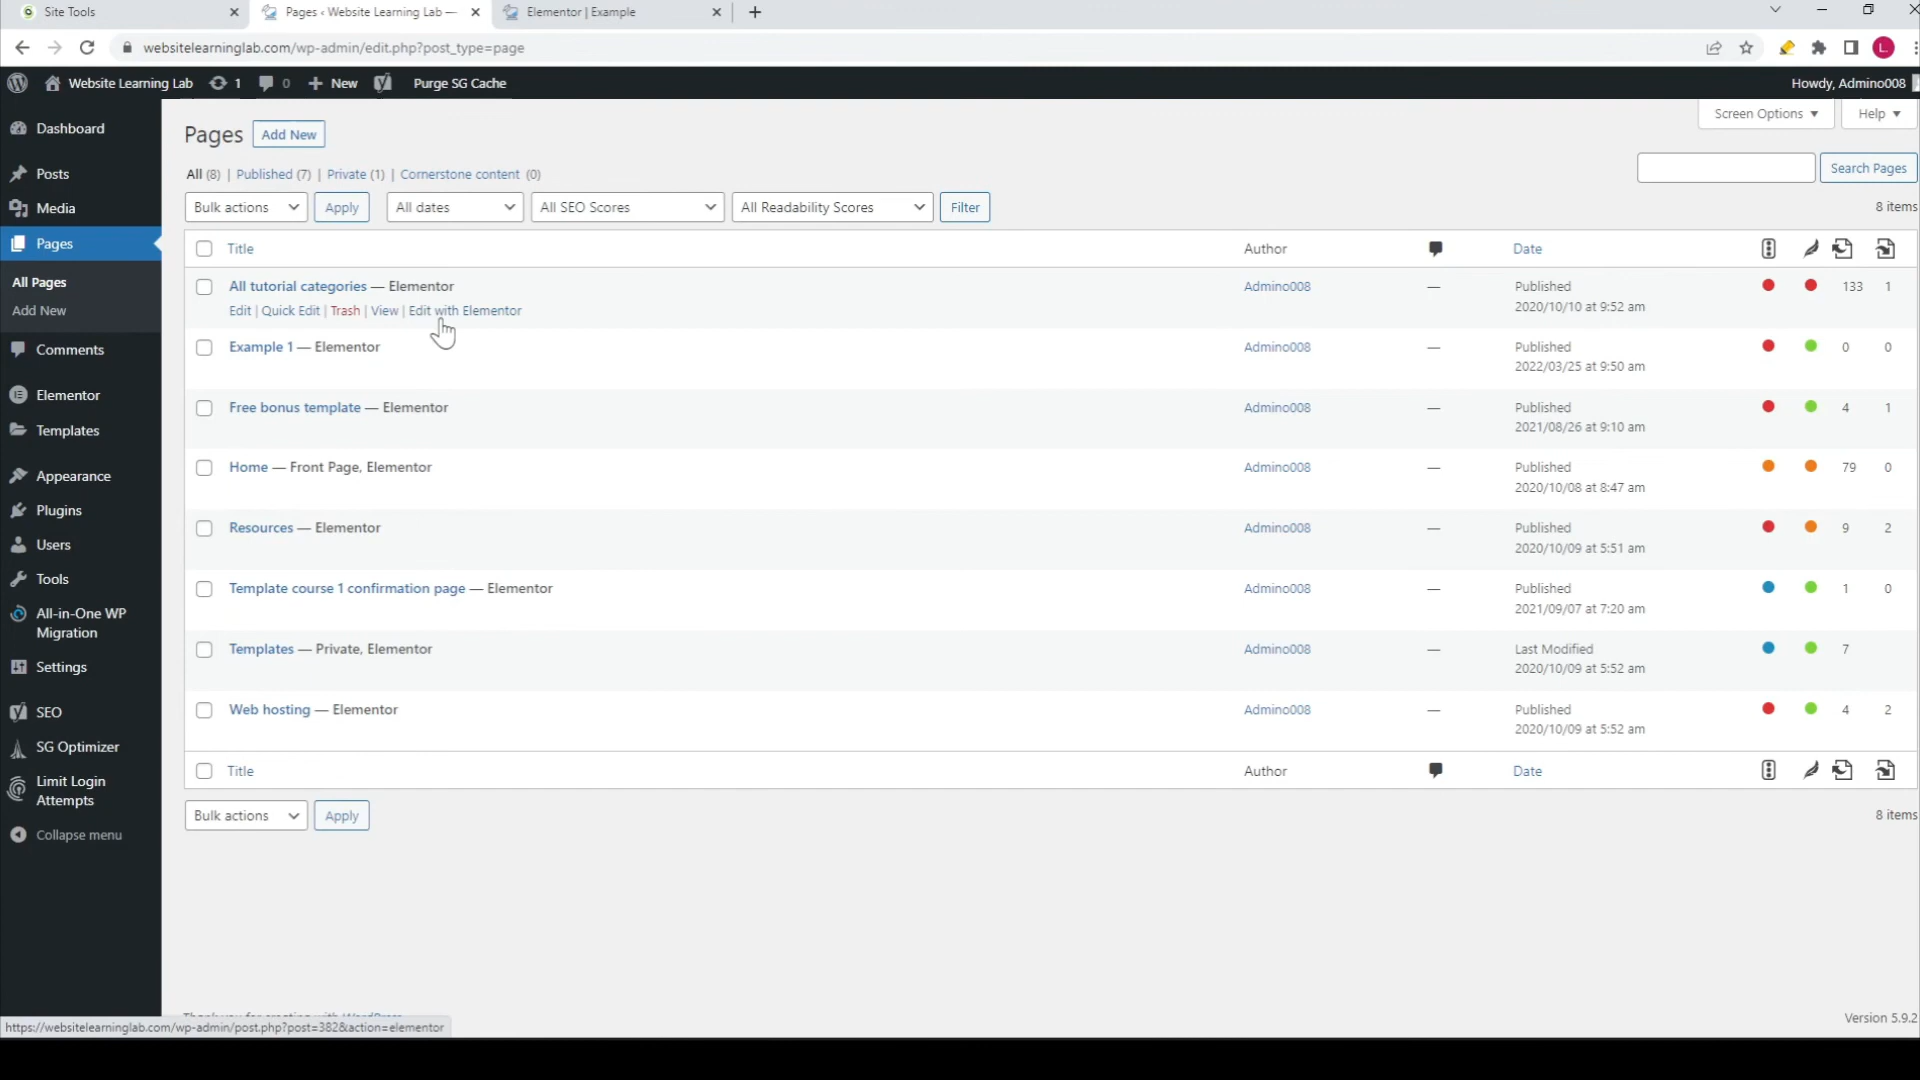 Site Tools
Pages ‹ Website Learning Lab —
Elementor | Example
websitelearninglab.com/wp-admin/edit.php?post_type=page
L
Website Learning Lab 1 0 New Purge SG Cache
Howdy, Admino008
Dashboard
Posts
Media
Pages
All Pages
Add New
Comments
Elementor
Templates
Appearance
Plugins
Users
Tools
All-in-One WP
Migration
Settings
SEO
SG Optimizer
Limit Login
Attempts
Collapse menu
Screen Options Help
Pages Add New
All (8) | Published (7) | Private (1) | Cornerstone content (0)
Search Pages
Bulk actions Apply All dates All SEO Scores All Readability Scores Filter
8 items
Title Author Date
All tutorial categories — Elementor Admino008 — Published 133 1
Edit | Quick Edit | Trash | View | Edit with Elementor 2020/10/10 at 9:52 am
Example 1 — Elementor Admino008 — Published 0 0
2022/03/25 at 9:50 am
Free bonus template — Elementor Admino008 — Published 4 1
2021/08/26 at 9:10 am
Home — Front Page, Elementor Admino008 — Published 79 0
2020/10/08 at 8:47 am
Resources — Elementor Admino008 — Published 9 2
2020/10/09 at 5:51 am
Template course 1 confirmation page — Elementor Admino008 — Published 1 0
2021/09/07 at 7:20 am
Templates — Private, Elementor Admino008 — Last Modified 7
2020/10/09 at 5:52 am
Web hosting — Elementor Admino008 — Published 4 2
2020/10/09 at 5:52 am
Title Author Date
Bulk actions Apply
8 items
Version 5.9.2
https://websitelearninglab.com/wp-admin/post.php?post=382&action=elementor